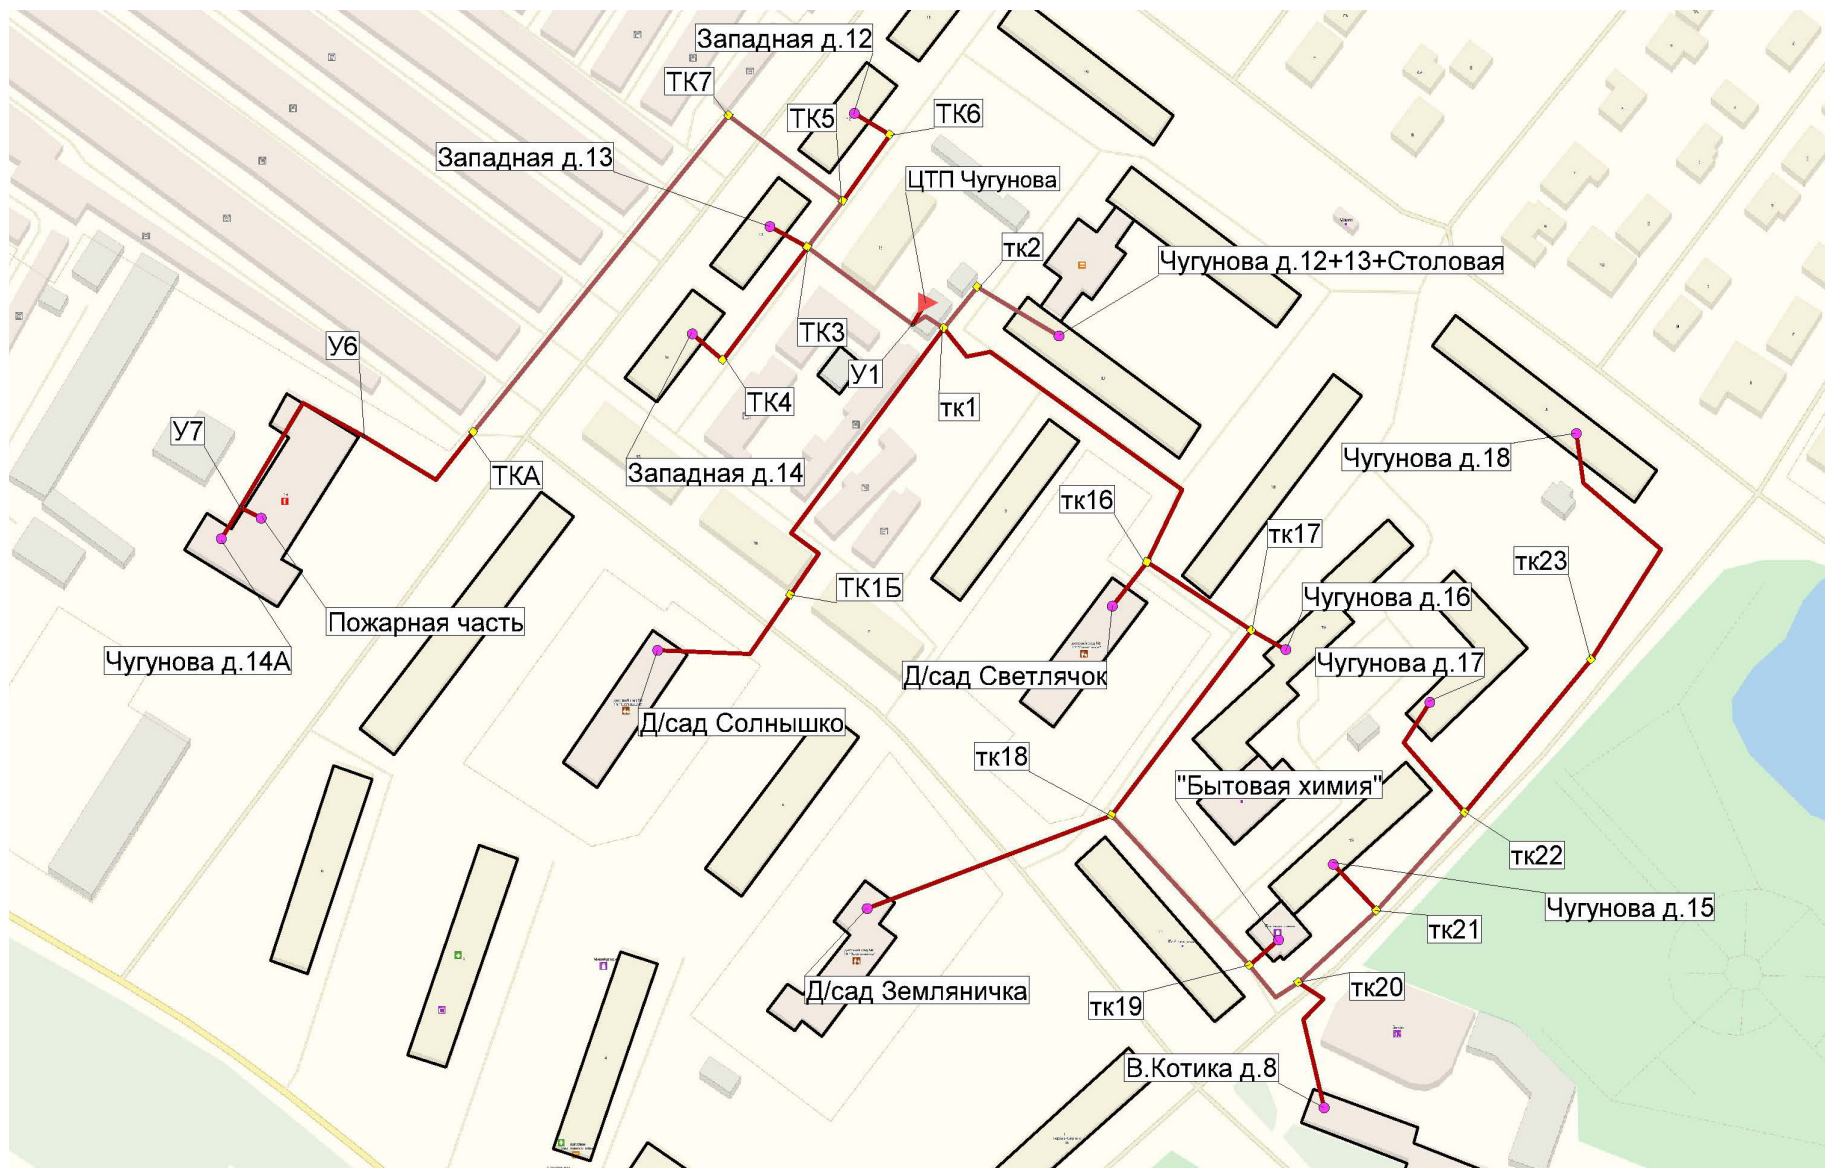 Западная д.12
ТК7
ТК5
ТК6
Западная д.13
ЦТП Чугунова
тк2
Чугунова д.12+13+Столовая
У6
ТК3
У1
ТК4
тк1
У7
ТКА
Западная д.14
Чугунова д.18
тк16
тк17
тк23
ТК1Б
Чугунова д.16
Пожарная часть
Чугунова д.14А
Чугунова д.17
Д/сад Светлячок
Д/сад Солнышко
тк18
"Бытовая химия"
тк22
Чугунова д.15
тк21
Д/сад Земляничка
тк19
тк20
В.Котика д.8